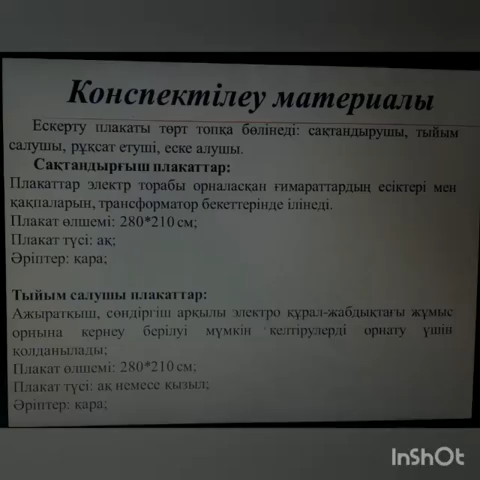 Конспектілеу материалы
Ескерту плакаты төрт топқа бөлінеді: сақтандырушы, тыйым
салушы, рұқсат етуші, еске алушы.
Сақтандырғыш плакаттар:
Плакаттар электр торабы орналасқан ғимараттардың есіктері мен
қақпаларын, трансформатор бекеттерінде ілінеді.
Плакат өлшемі: 280*210 см;
Плакат түсі: ақ;
Әріптер: қара;
Тыйым салушы плакаттар:
Ажыратқыш, сөндіргіш арқылы электро құрал-жабдықтағы жұмыс
орнына кернеу берілуі мүмкін келтірулерді орнату үшін
қолданылады;
Плакат өлшемі: 280*210 см;
Плакат түсі: ақ немесе қызыл;
Әріптер: қара;
InShOt